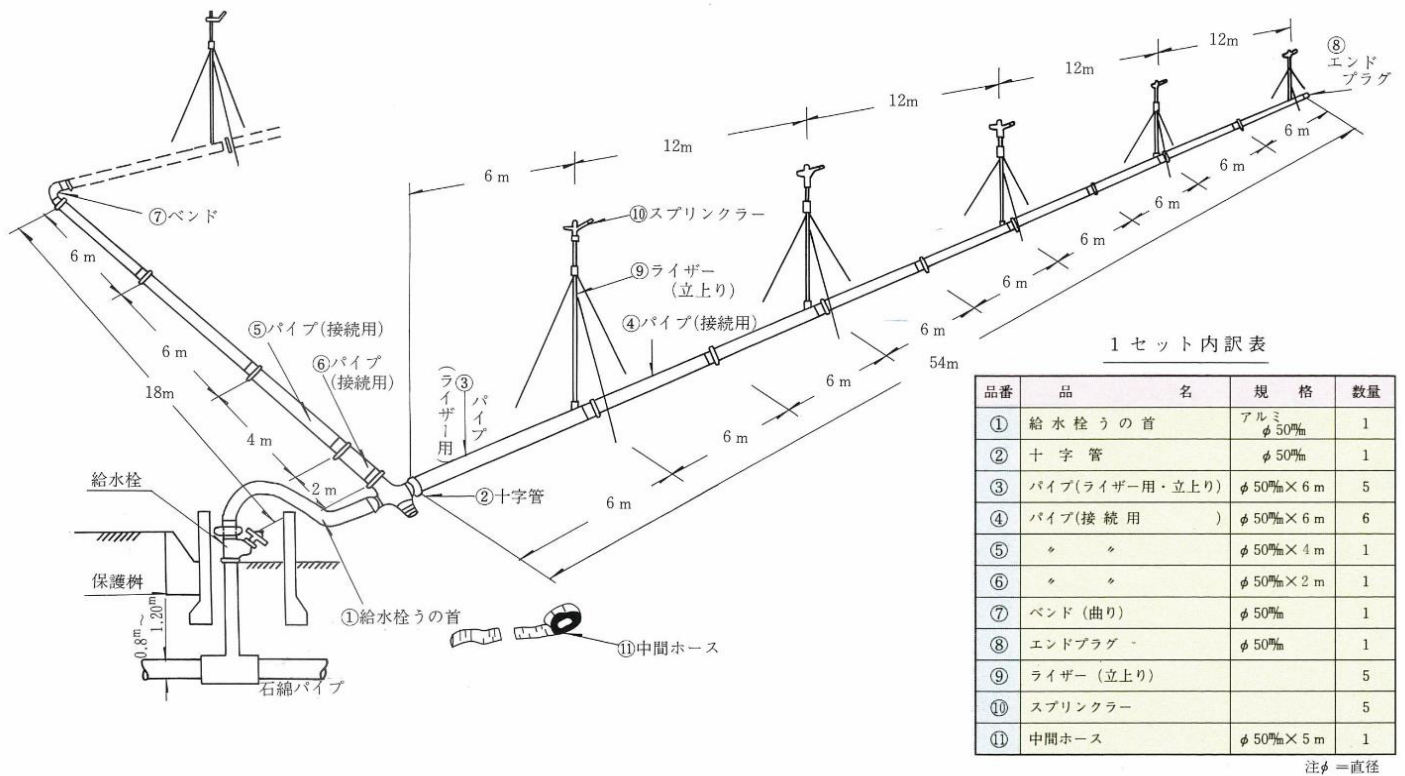 12m
12m
12m
12m
6 m
⑧
エンド
プラグ
⑦ベンド
⑩スプリンクラー
⑨ライザー
(立上り)
④パイプ(接続用)
⑤パイプ(接続用)
⑥パイプ
(接続用)
③
パイプ
(ライザー用)
6 m
6 m
4 m
2 m
18m
6 m
6 m
6 m
6 m
6 m
6 m
6 m
6 m
6 m
54m
給水栓
②十字管
保護桝
0.8ᵐ~
1.20ᵐ
①給水栓うの首
⑪中間ホース
石綿パイプ
1 セット内訳表
品番 品 名 規 格 数量
① 給水栓うの首 アルミ φ50㎜ 1
② 十字管 φ50㎜ 1
③ パイプ(ライザー用・立上り) φ50㎜×6m 5
④ パイプ(接続用 ) φ50㎜×6m 6
⑤ 〃 〃 φ50㎜×4m 1
⑥ 〃 〃 φ50㎜×2m 1
⑦ ベンド(曲り) φ50㎜ 1
⑧ エンドプラグ φ50㎜ 1
⑨ ライザー(立上り) 5
⑩ スプリンクラー 5
⑪ 中間ホース φ50㎜×5m 1
注φ=直径